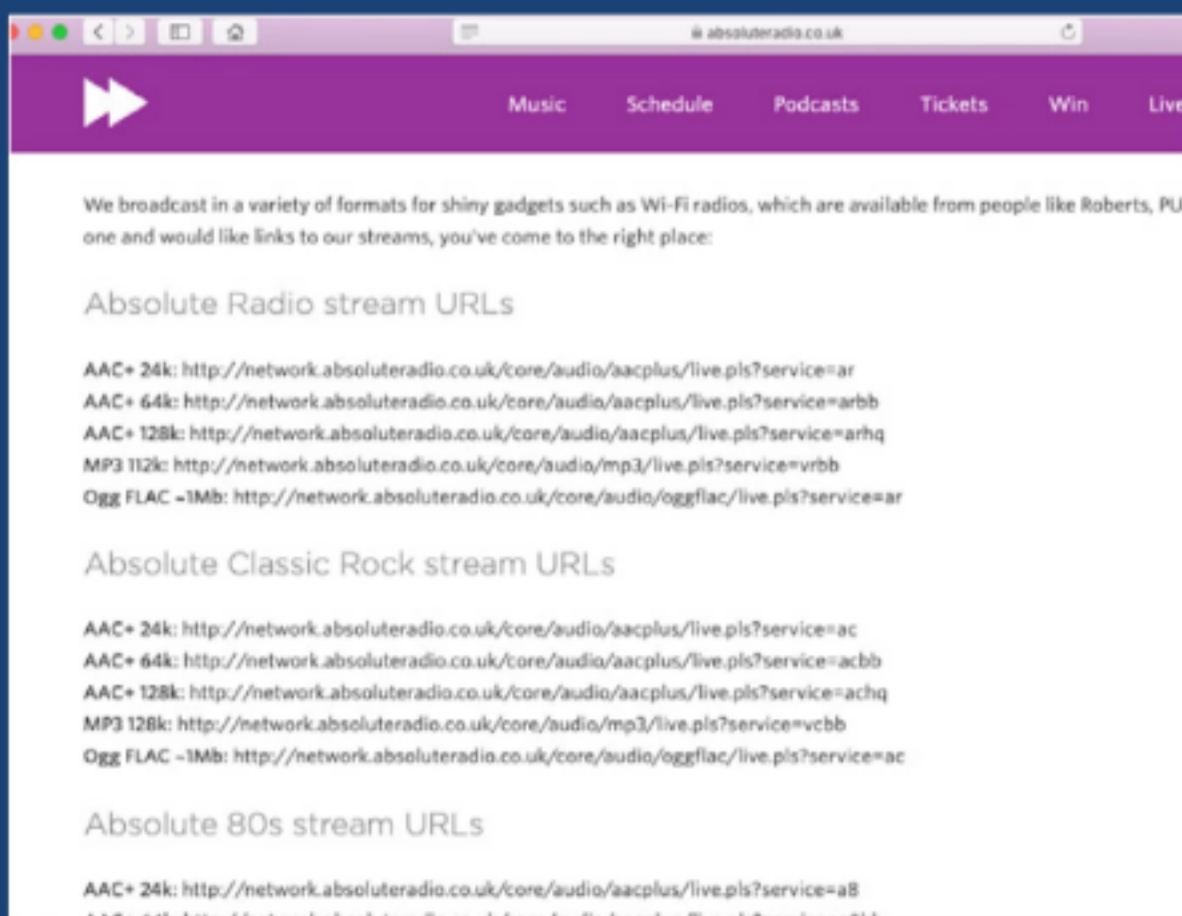 absoluteradio.co.uk
Music Schedule Podcasts Tickets Win Live
We broadcast in a variety of formats for shiny gadgets such as Wi-Fi radios, which are available from people like Roberts, PU
one and would like links to our streams, you've come to the right place:
Absolute Radio stream URLs
AAC+ 24k: http://network.absoluteradio.co.uk/core/audio/aacplus/live.pls?service=ar
AAC+ 64k: http://network.absoluteradio.co.uk/core/audio/aacplus/live.pls?service=arbb
AAC+ 128k: http://network.absoluteradio.co.uk/core/audio/aacplus/live.pls?service=arhq
MP3 112k: http://network.absoluteradio.co.uk/core/audio/mp3/live.pls?service=vrbb
Ogg FLAC ~1Mb: http://network.absoluteradio.co.uk/core/audio/oggflac/live.pls?service=ar
Absolute Classic Rock stream URLs
AAC+ 24k: http://network.absoluteradio.co.uk/core/audio/aacplus/live.pls?service=ac
AAC+ 64k: http://network.absoluteradio.co.uk/core/audio/aacplus/live.pls?service=acbb
AAC+ 128k: http://network.absoluteradio.co.uk/core/audio/aacplus/live.pls?service=achq
MP3 128k: http://network.absoluteradio.co.uk/core/audio/mp3/live.pls?service=vcbb
Ogg FLAC ~1Mb: http://network.absoluteradio.co.uk/core/audio/oggflac/live.pls?service=ac
Absolute 80s stream URLs
AAC+ 24k: http://network.absoluteradio.co.uk/core/audio/aacplus/live.pls?service=a8